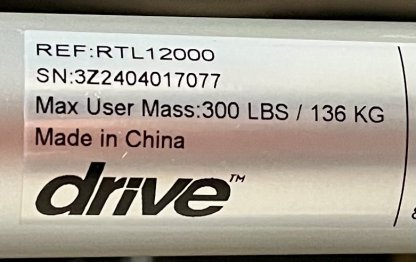 REF:RTL12000
SN:3Z2404017077
Max User Mass:300 LBS / 136 KG
Made in China
drive™